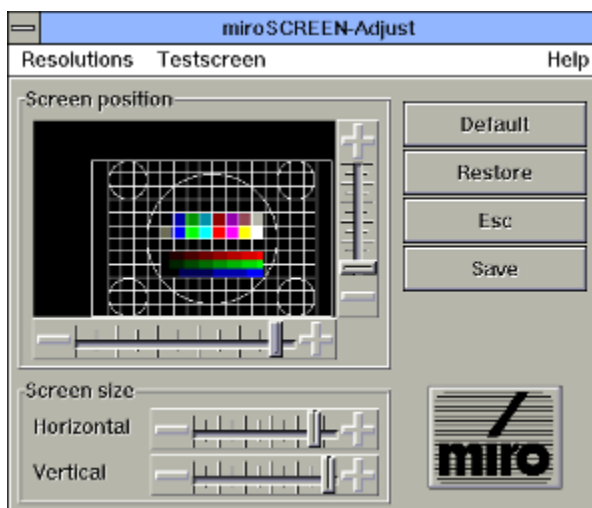 miroSCREEN-Adjust
Resolutions Testscreen Help
Screen position
Default
Restore
Esc
Save
Screen size
Horizontal
Vertical
miro